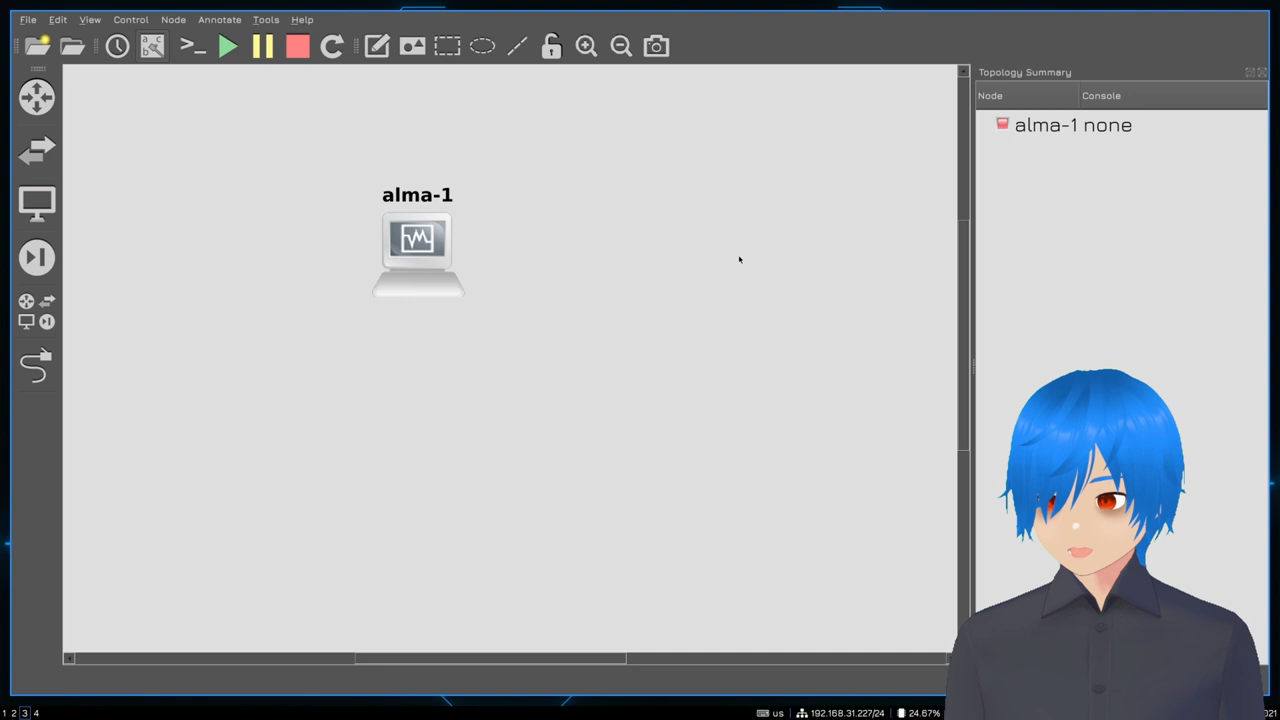 File Edit View Control Node Annotate Tools Help
a c
b
>_
Topology Summary
Node Console
alma-1 none
alma-1
1 2 3 4
us 192.168.31.227/24 24.67% 021